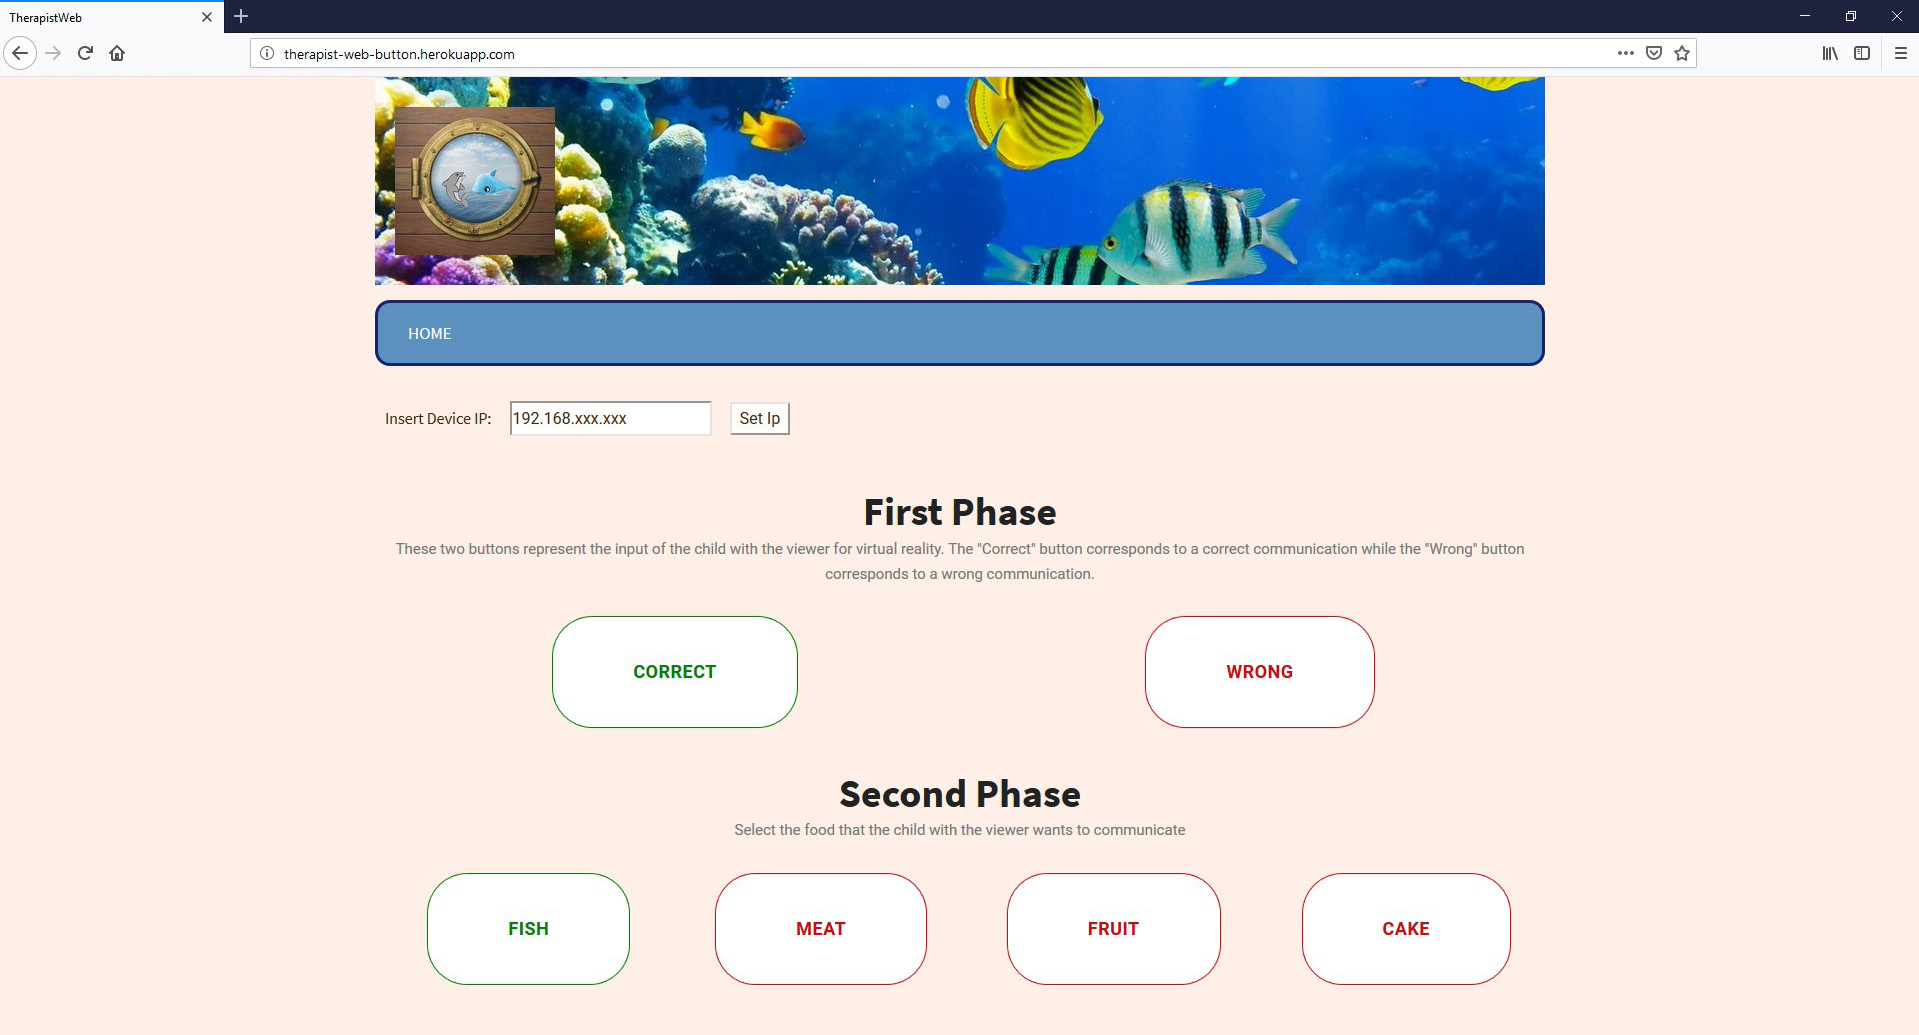 TherapistWeb
therapist-web-button.herokuapp.com
HOME
Insert Device IP: 192.168.xxx.xxx Set Ip
First Phase
These two buttons represent the input of the child with the viewer for virtual reality. The "Correct" button corresponds to a correct communication while the "Wrong" button
corresponds to a wrong communication.
CORRECT WRONG
Second Phase
Select the food that the child with the viewer wants to communicate
FISH MEAT FRUIT CAKE